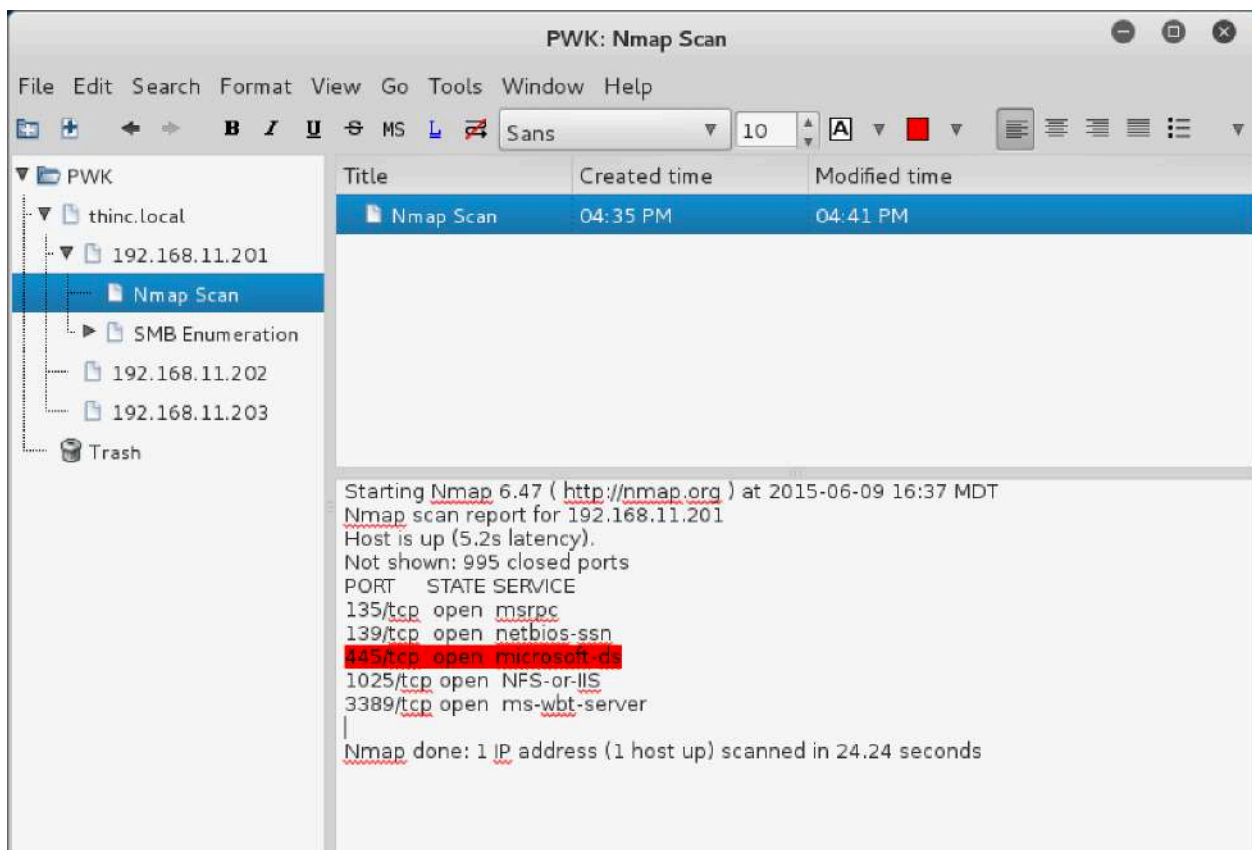 PWK: Nmap Scan
File Edit Search Format View Go Tools Window Help
B I U S MS L Sans 10 A
PWK
thinc.local
192.168.11.201
Nmap Scan
SMB Enumeration
192.168.11.202
192.168.11.203
Trash
Title Created time Modified time
Nmap Scan 04:35 PM 04:41 PM
Starting Nmap 6.47 ( http://nmap.org ) at 2015-06-09 16:37 MDT
Nmap scan report for 192.168.11.201
Host is up (5.2s latency).
Not shown: 995 closed ports
PORT STATE SERVICE
135/tcp open msrpc
139/tcp open netbios-ssn
445/tcp open microsoft-ds
1025/tcp open NFS-or-IIS
3389/tcp open ms-wbt-server
Nmap done: 1 IP address (1 host up) scanned in 24.24 seconds